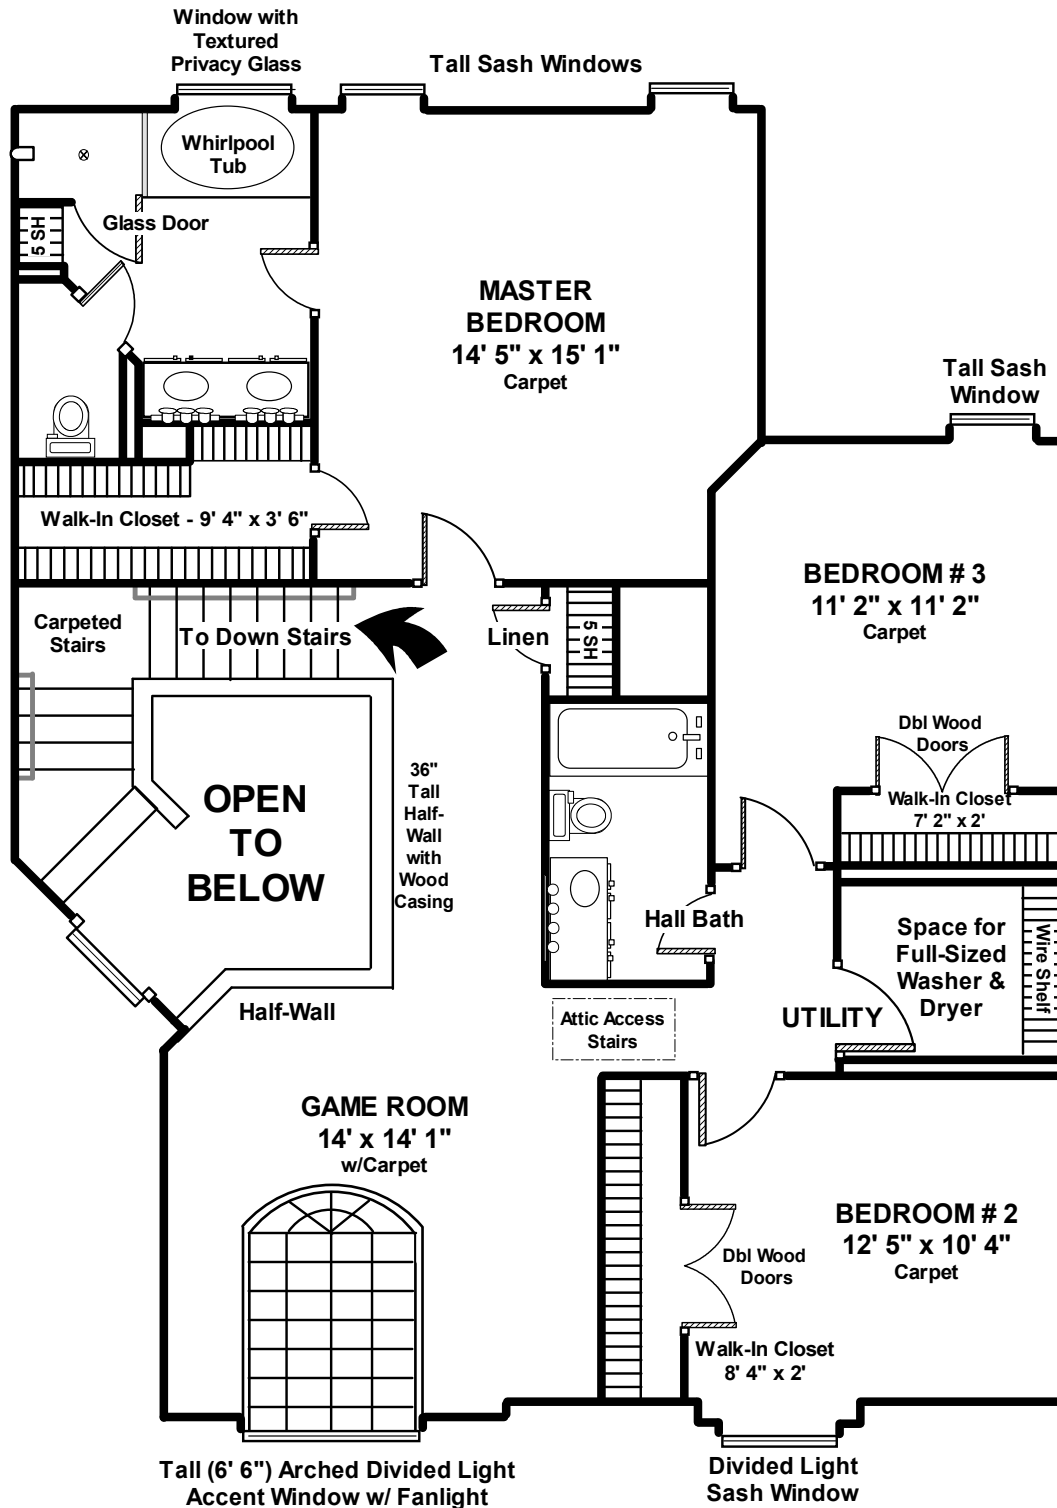 Window with
Textured
Privacy Glass
Tall Sash Windows
Whirlpool
Tub
Glass Door
5 SH
MASTER
BEDROOM
14' 5" x 15' 1"
Carpet
Tall Sash
Window
Walk-In Closet - 9' 4" x 3' 6"
BEDROOM # 3
11' 2" x 11' 2"
Carpet
Carpeted
Stairs
To Down Stairs
Linen
5 SH
Dbl Wood
Doors
Walk-In Closet
7' 2" x 2'
36"
Tall
Half-
Wall
with
Wood
Casing
OPEN
TO
BELOW
Hall Bath
Space for
Full-Sized
Washer &
Dryer
Wire Shelf
Half-Wall
Attic Access
Stairs
UTILITY
GAME ROOM
14' x 14' 1"
w/Carpet
BEDROOM # 2
12' 5" x 10' 4"
Carpet
Dbl Wood
Doors
Walk-In Closet
8' 4" x 2'
Tall (6' 6") Arched Divided Light
Accent Window w/ Fanlight
Divided Light
Sash Window